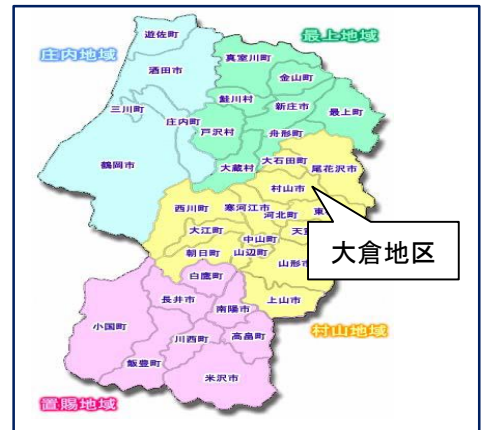 遊佐町
庄内地域
最上地域
真室川町
酒田市
金山町
鮭川村
三川町
新庄市
最上町
庄内町
戸沢村
舟形町
鶴岡市
大蔵村
大石田町
尾花沢市
村山市
西川町
寒河江市
河北町
東
大江町
中山町
天
朝日町
山辺町
山形市
大倉地区
白鷹町
長井市
上山市
南陽市
小国町
村山地域
川西町
高畠町
飯豊町
米沢市
置賜地域